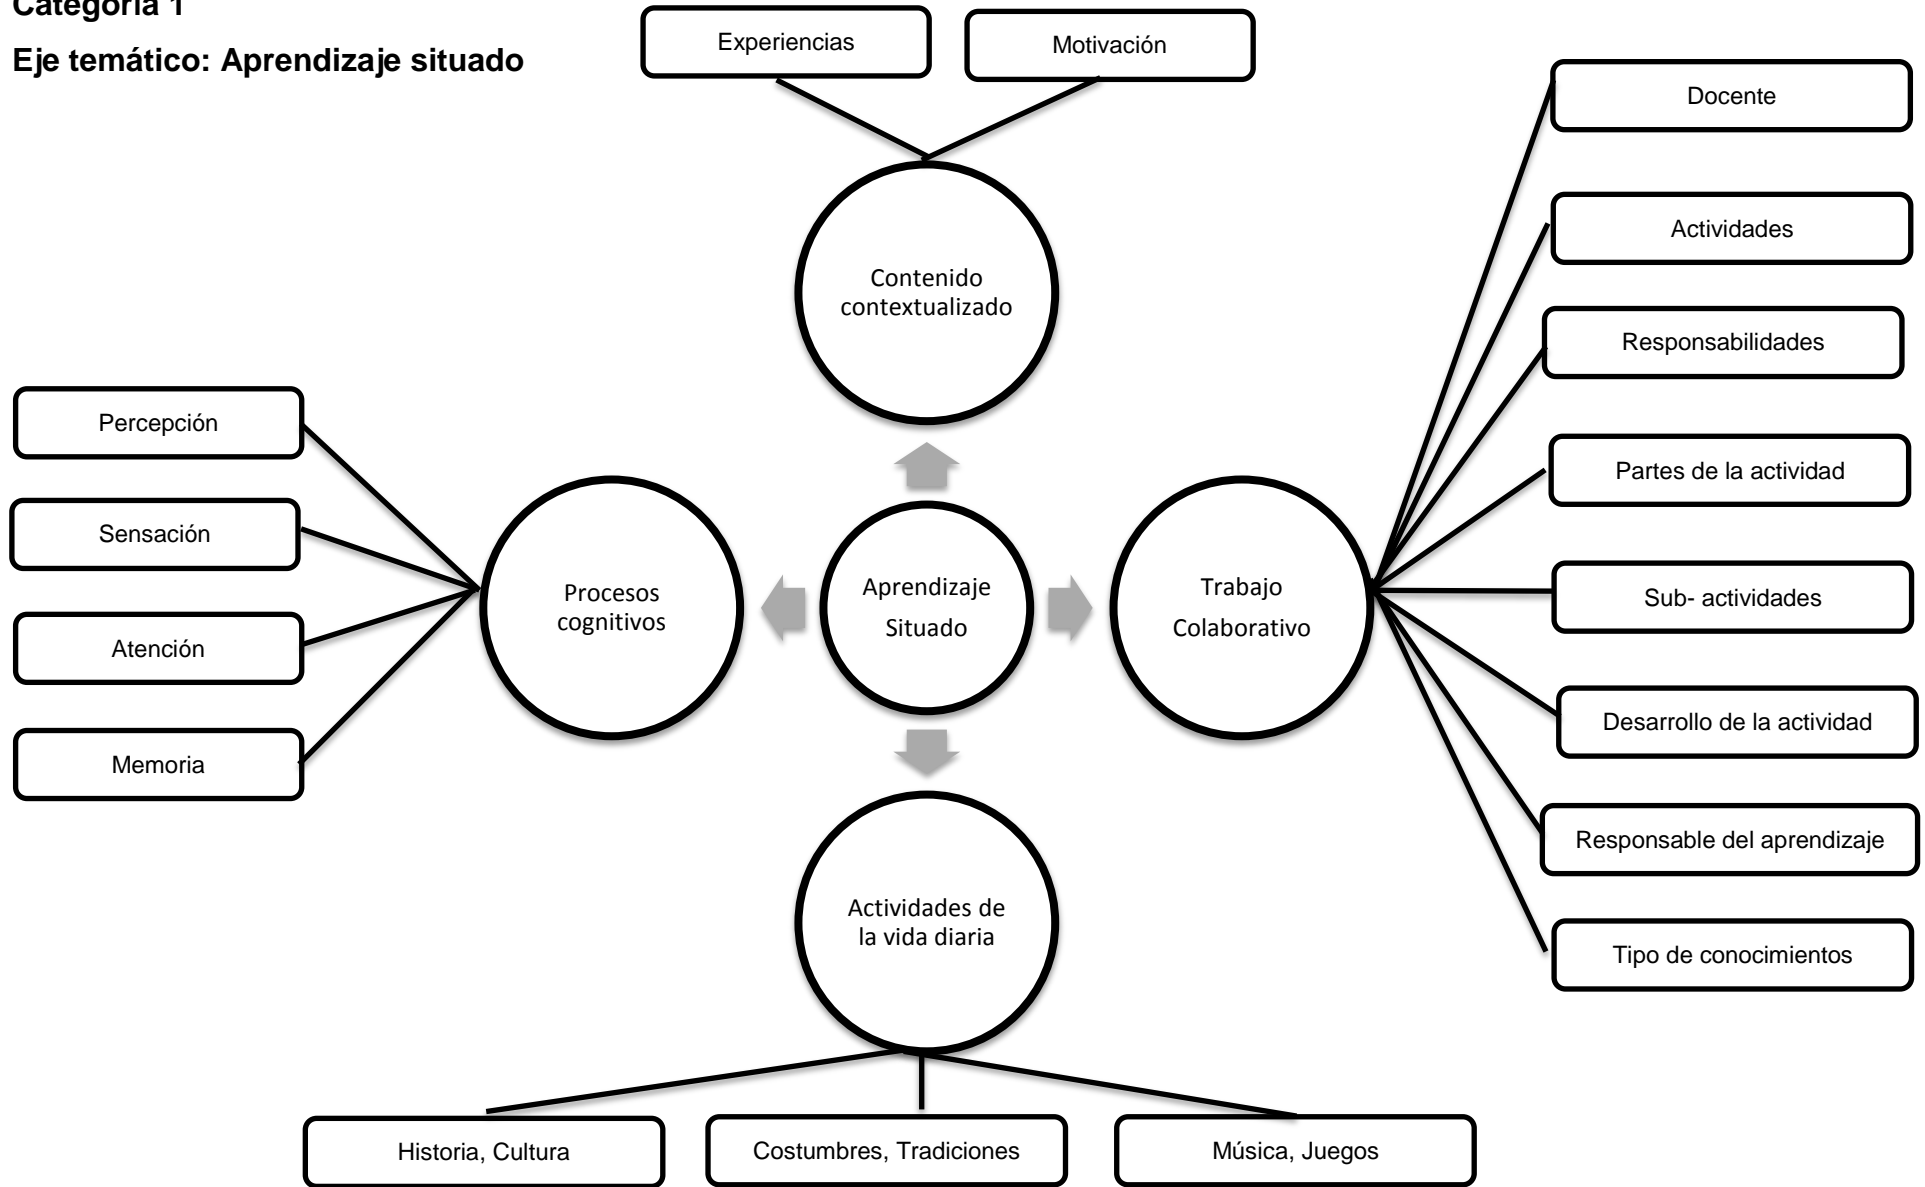 Categoría 1
Eje temático: Aprendizaje situado
Experiencias
Motivación
Docente
Actividades
Responsabilidades
Partes de la actividad
Sub- actividades
Desarrollo de la actividad
Responsable del aprendizaje
Tipo de conocimientos
Contenido
contextualizado
Percepción
Sensación
Atención
Memoria
Procesos
cognitivos
Aprendizaje
Situado
Trabajo
Colaborativo
Actividades de
la vida diaria
Historia, Cultura
Costumbres, Tradiciones
Música, Juegos